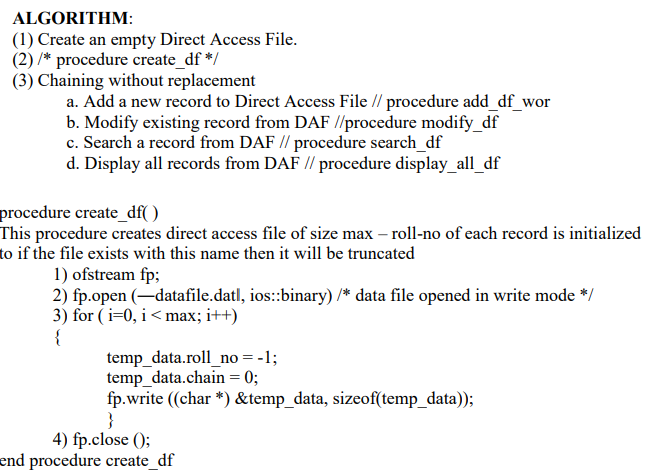 ALGORITHM:
(1) Create an empty Direct Access File.
(2) /* procedure create_df */
(3) Chaining without replacement
a. Add a new record to Direct Access File // procedure add_df_wor
b. Modify existing record from DAF //procedure modify_df
c. Search a record from DAF // procedure search_df
d. Display all records from DAF // procedure display_all_df
procedure create_df( )
This procedure creates direct access file of size max – roll-no of each record is initialized
to if the file exists with this name then it will be truncated
1) ofstream fp;
2) fp.open (―datafile.dat‖, ios::binary) /* data file opened in write mode */
3) for ( i=0, i < max; i++)
{
temp_data.roll_no = -1;
temp_data.chain = 0;
fp.write ((char *) &temp_data, sizeof(temp_data));
}
4) fp.close ();
end procedure create_df